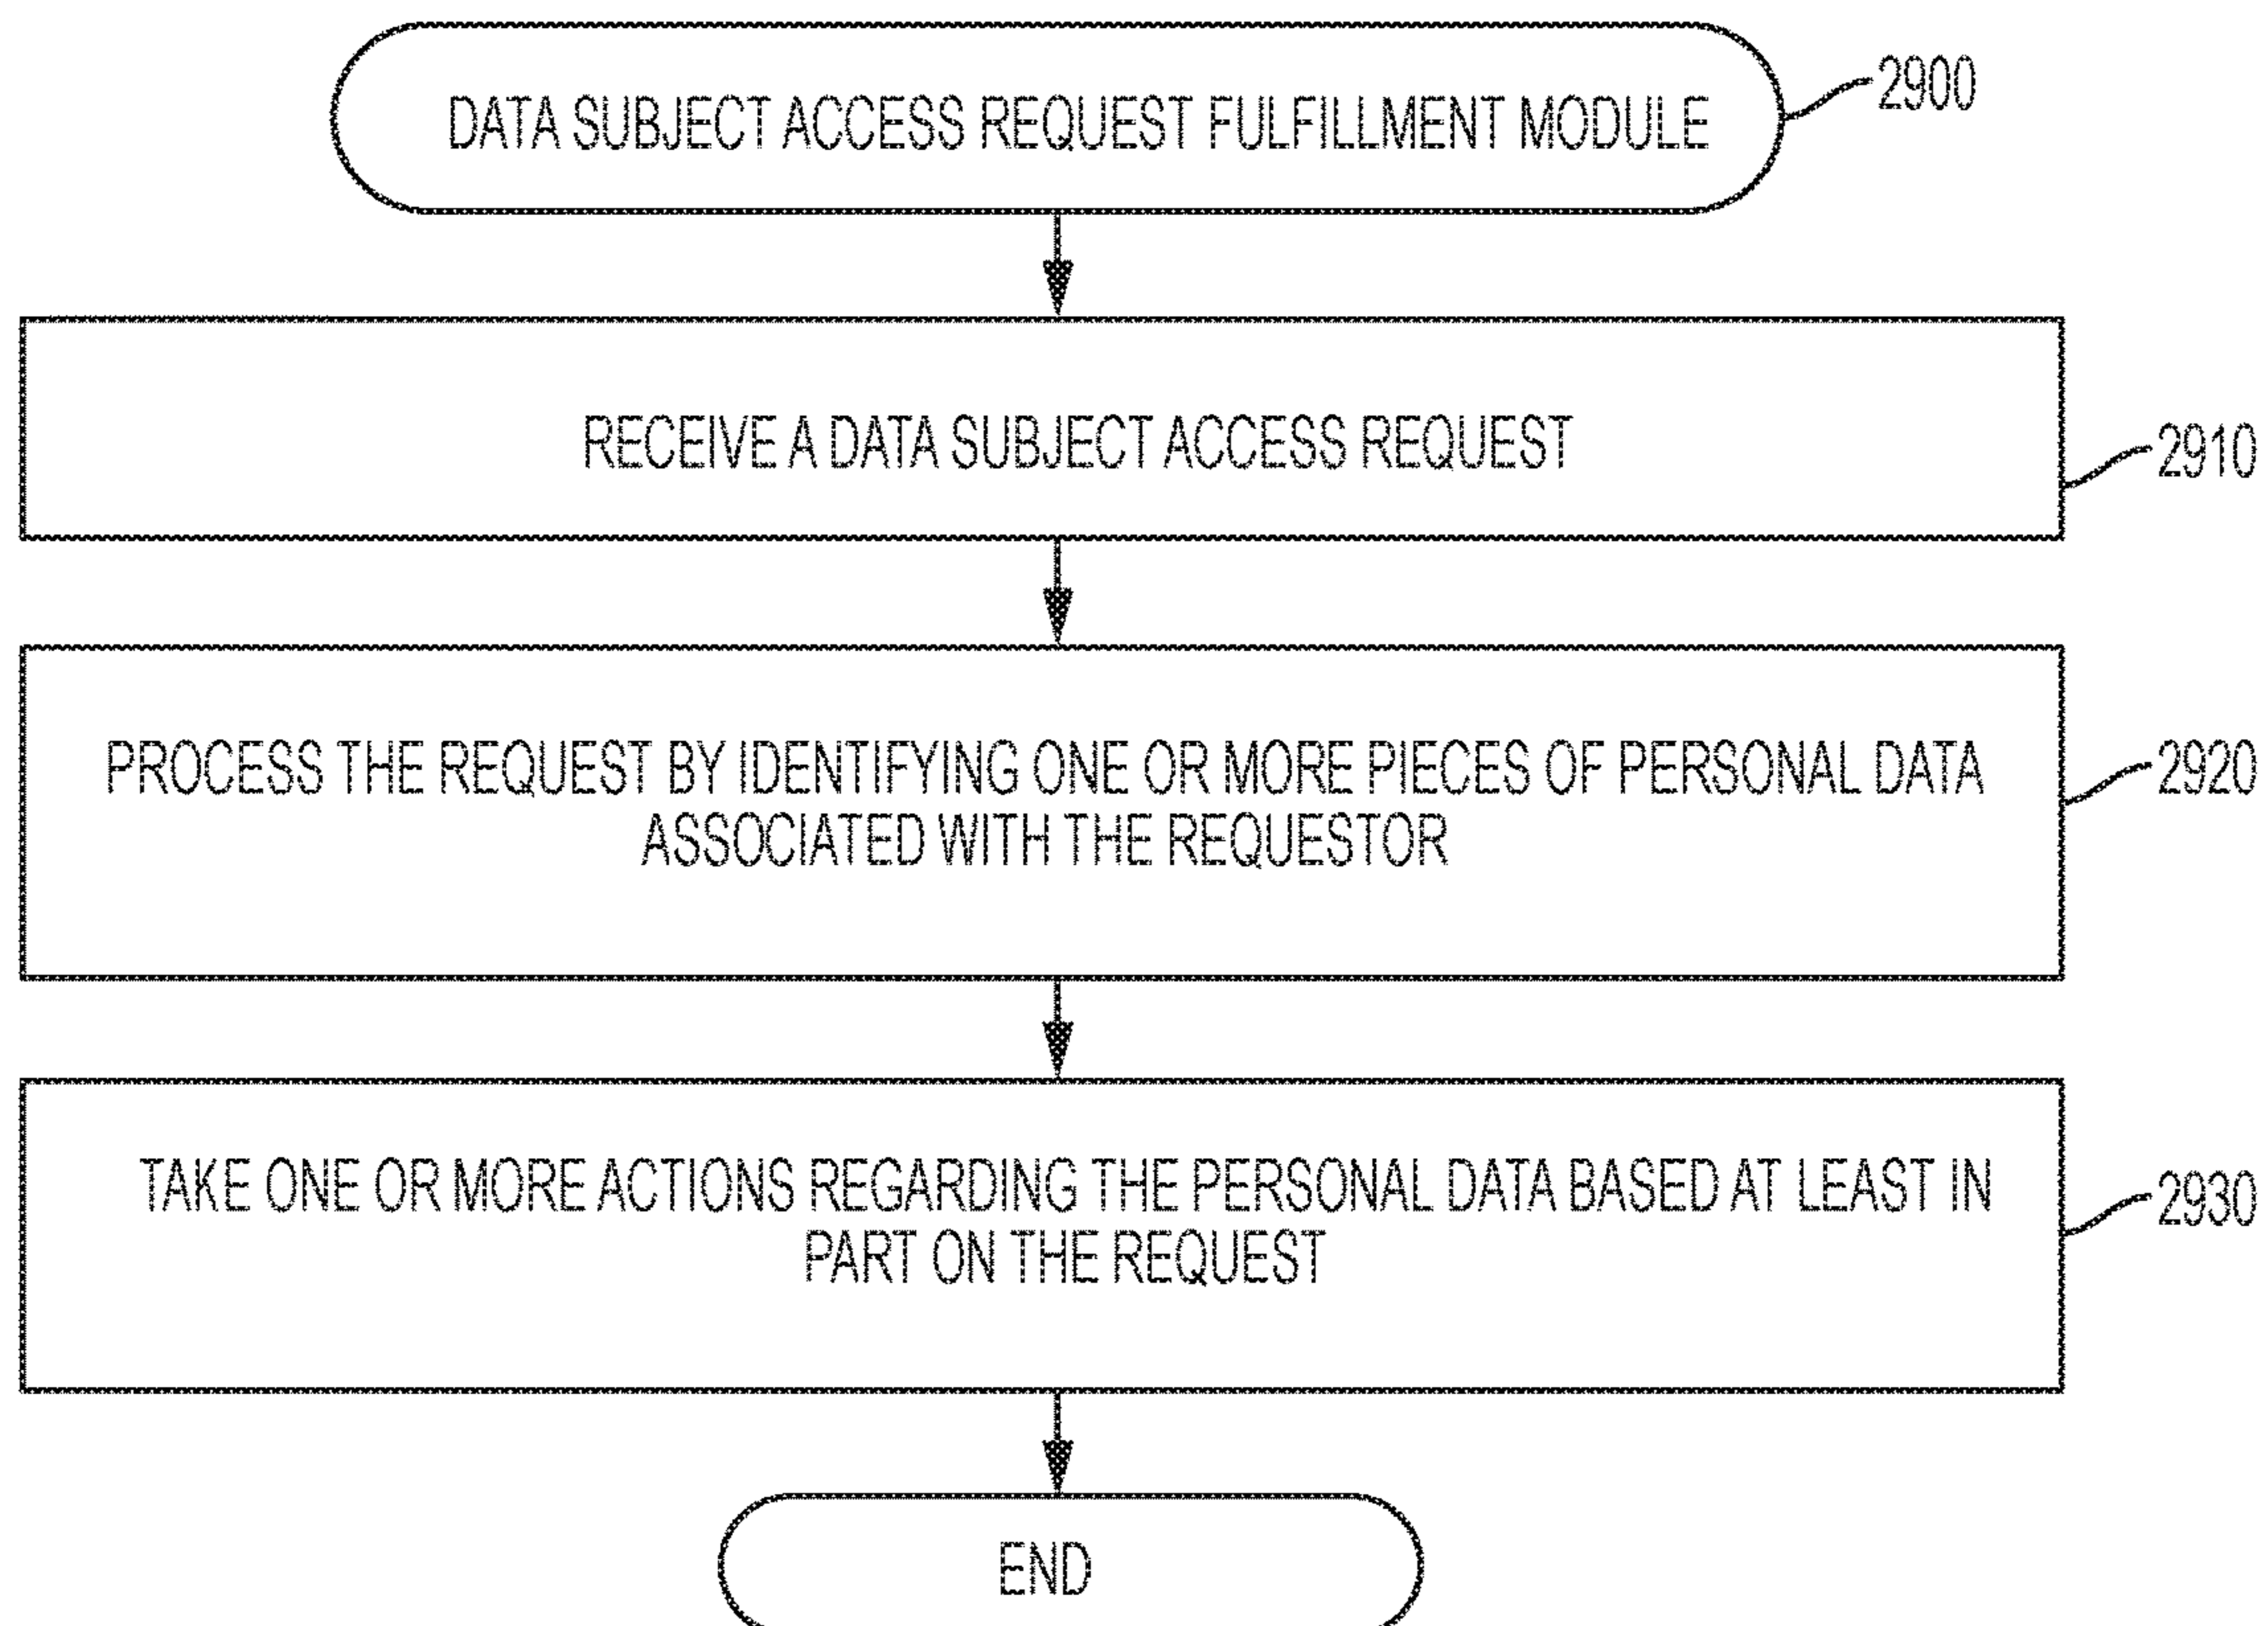 DATA SUBJECT ACCESS REQUEST FULFILLMENT MODULE
2900
RECEIVE A DATA SUBJECT ACCESS REQUEST
2910
PROCESS THE REQUEST BY IDENTIFYING ONE OR MORE PIECES OF PERSONAL DATA
ASSOCIATED WITH THE REQUESTOR
2920
TAKE ONE OR MORE ACTIONS REGARDING THE PERSONAL DATA BASED AT LEAST IN
PART ON THE REQUEST
2930
END